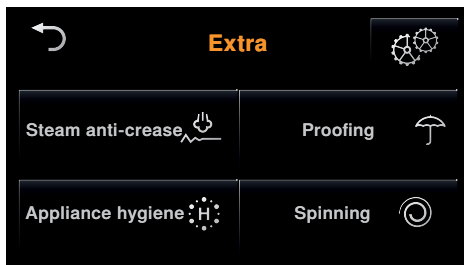 Extra
Steam anti-crease
Proofing
Appliance hygiene H
Spinning